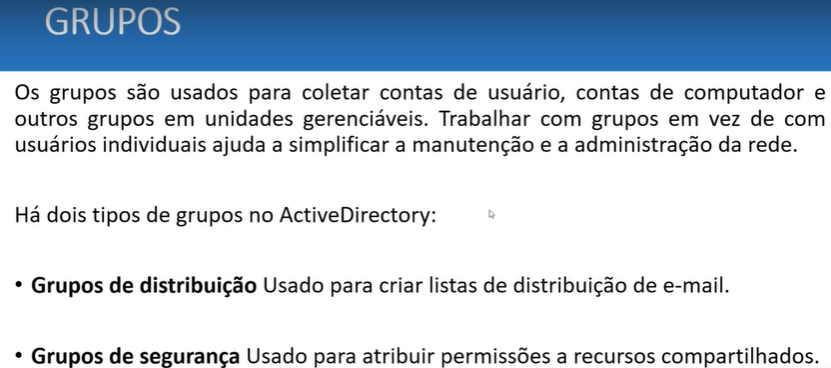 GRUPOS
Os grupos são usados para coletar contas de usuário, contas de computador e
outros grupos em unidades gerenciáveis. Trabalhar com grupos em vez de com
usuários individuais ajuda a simplificar a manutenção e a administração da rede.
Há dois tipos de grupos no ActiveDirectory:
• Grupos de distribuição Usado para criar listas de distribuição de e-mail.
• Grupos de segurança Usado para atribuir permissões a recursos compartilhados.